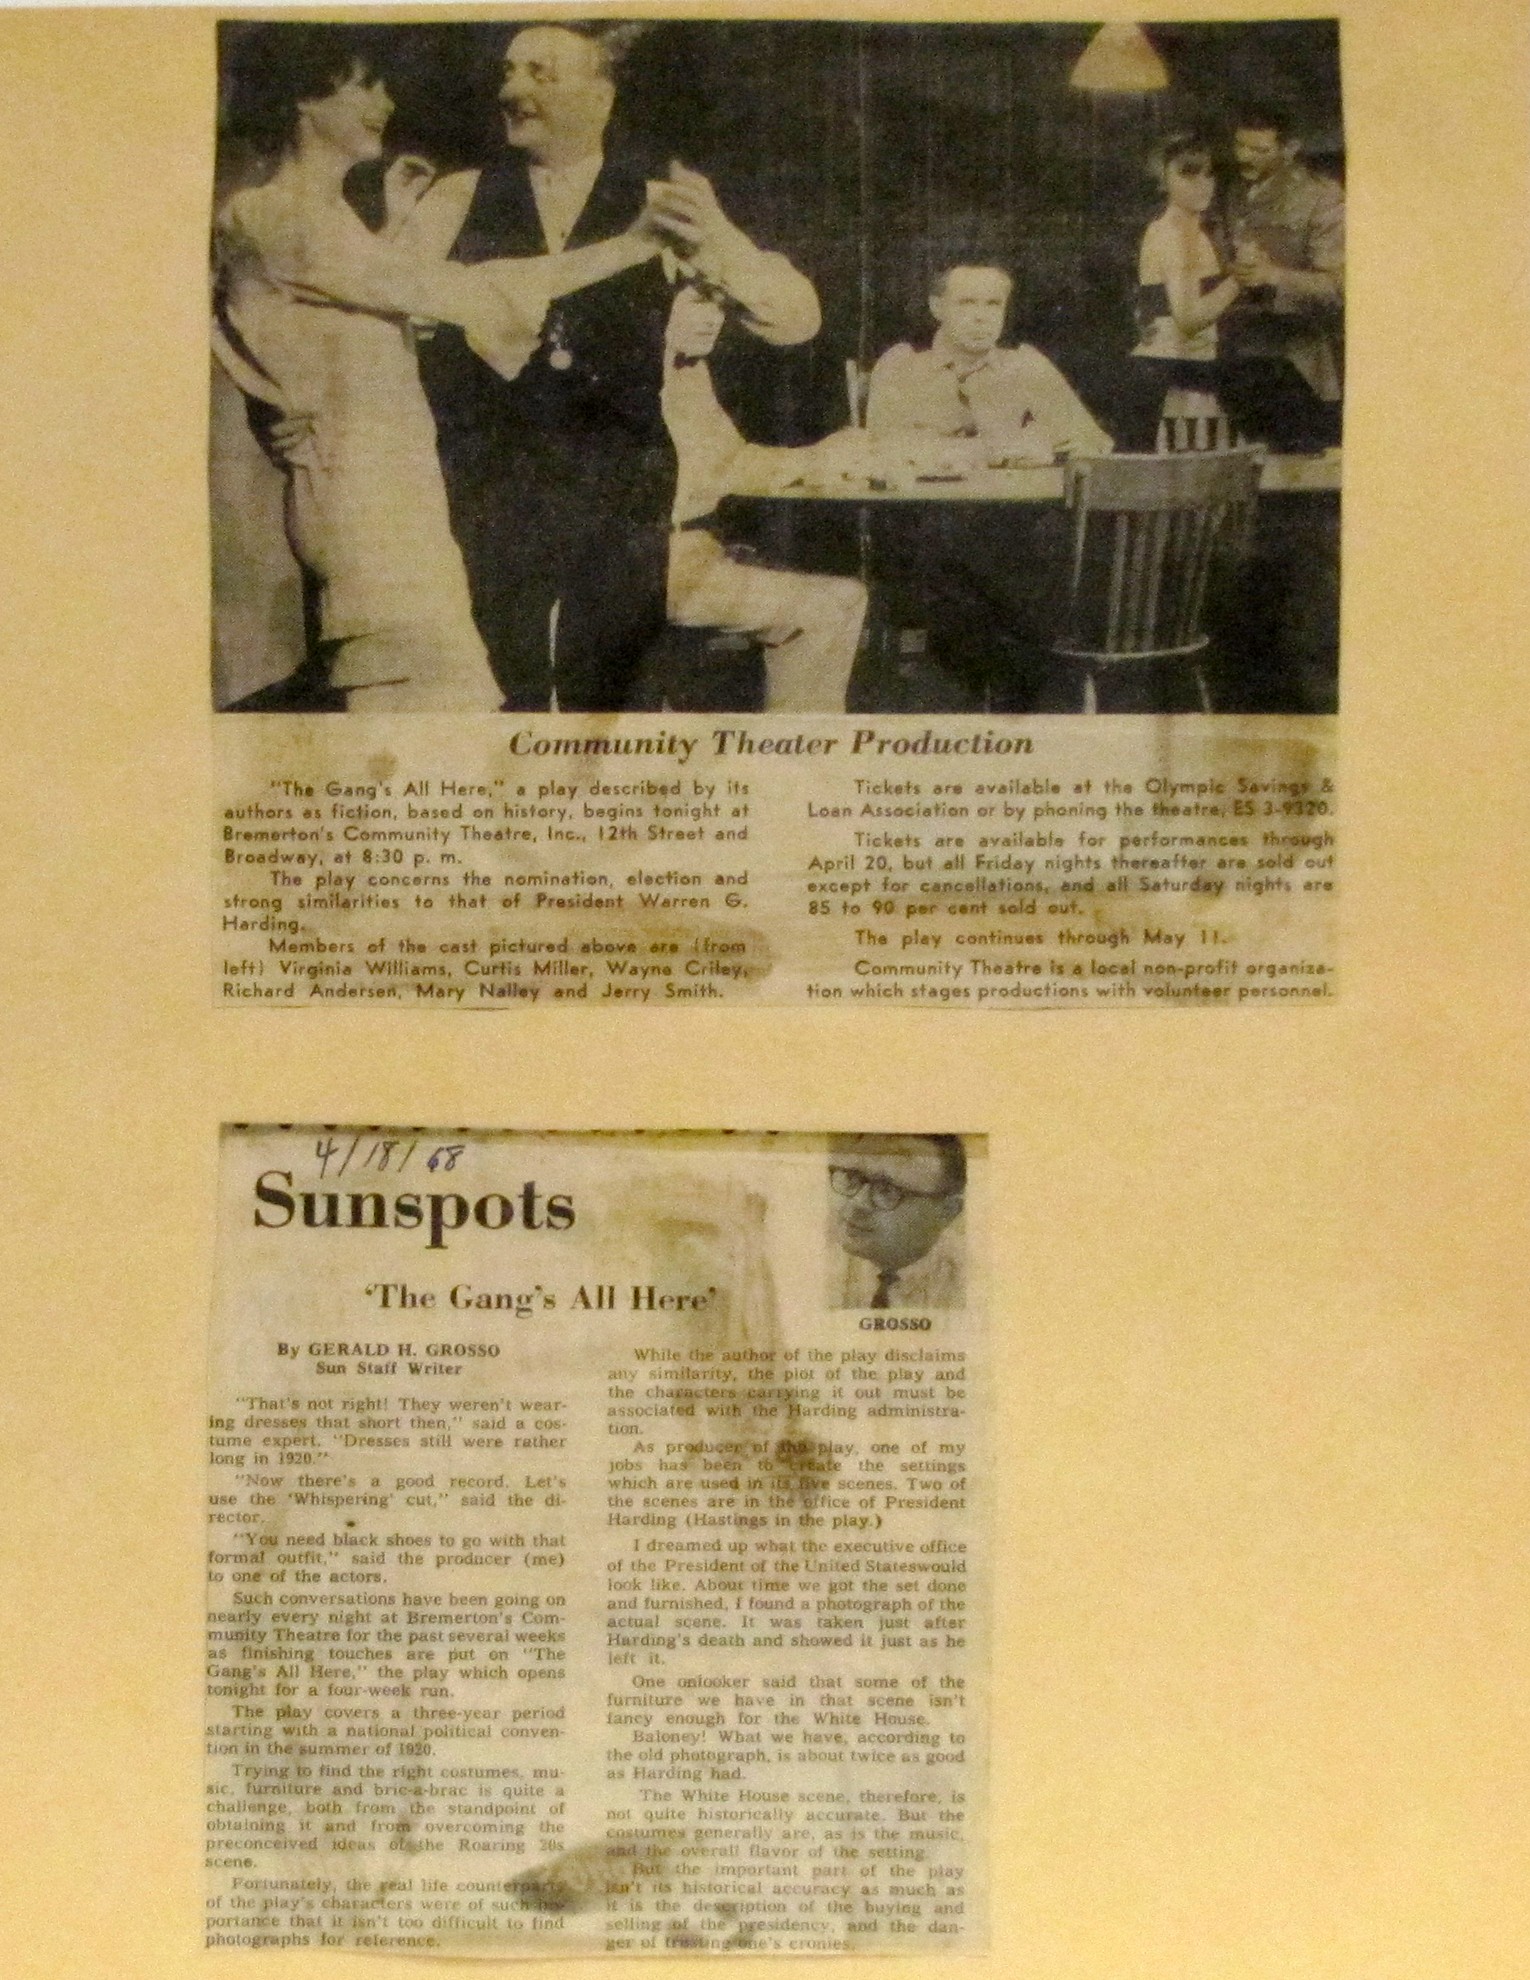 Community Theater Production
"The Gang's All Here," a play described by its
authors as fiction, based on history, begins tonight at
Bremerton's Community Theatre, Inc., 12th Street and
Broadway, at 8:30 p. m.
The play concerns the nomination, election and
strong similarities to that of President Warren G.
Harding.
Members of the cast pictured above are (from
left) Virginia Williams, Curtis Miller, Wayne Criley,
Richard Andersen, Mary Nalley and Jerry Smith.
Tickets are available at the Olympic Savings &
Loan Association or by phoning the theatre, ES 3-9320.
Tickets are available for performances through
April 20, but all Friday nights thereafter are sold out
except for cancellations, and all Saturday nights are
85 to 90 per cent sold out.
The play continues through May 11.
Community Theatre is a local non-profit organiza-
tion which stages productions with volunteer personnel.
4/18/68
Sunspots
'The Gang's All Here'
GROSSO
By GERALD H. GROSSO
Sun Staff Writer
"That's not right! They weren't wear-
ing dresses that short then," said a cos-
tume expert. "Dresses still were rather
long in 1920."
"Now there's a good record. Let's
use the 'Whispering' cut," said the di-
rector.
"You need black shoes to go with that
formal outfit," said the producer (me)
to one of the actors.
Such conversations have been going on
nearly every night at Bremerton's Com-
munity Theatre for the past several weeks
as finishing touches are put on "The
Gang's All Here," the play which opens
tonight for a four-week run.
The play covers a three-year period
starting with a national political conven-
tion in the summer of 1920.
Trying to find the right costumes, mu-
sic, furniture and bric-a-brac is quite a
challenge, both from the standpoint of
obtaining it and from overcoming the
preconceived ideas of the Roaring 20s
scene.
Fortunately, the real life counterparts
of the play's characters were of such im-
portance that it isn't too difficult to find
photographs for reference.
While the author of the play disclaims
any similarity, the plot of the play and
the characters carrying it out must be
associated with the Harding administra-
tion.
As producer of the play, one of my
jobs has been to create the settings
which are used in its five scenes. Two of
the scenes are in the office of President
Harding (Hastings in the play.)
I dreamed up what the executive office
of the President of the United Stateswould
look like. About time we got the set done
and furnished, I found a photograph of the
actual scene. It was taken just after
Harding's death and showed it just as he
left it.
One onlooker said that some of the
furniture we have in that scene isn't
fancy enough for the White House.
Baloney! What we have, according to
the old photograph, is about twice as good
as Harding had.
The White House scene, therefore, is
not quite historically accurate. But the
costumes generally are, as is the music,
and the overall flavor of the setting.
But the important part of the play
isn't its historical accuracy as much as
it is the description of the buying and
selling of the presidency, and the dan-
ger of trusting one's cronies.